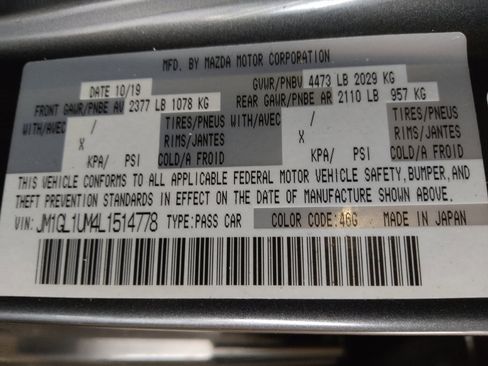 MFD. BY MAZDA MOTOR CORPORATION
DATE 10/19 GVWR/PNBV 4473 LB 2029 KG
FRONT GAWR/PNBE AV 2377 LB 1078 KG REAR GAWR/PNBE AR 2110 LB 957 KG
WITH/AVEC / TIRES/PNEUS WITH/AVEC / TIRES/PNEUS
X RIMS/JANTES X RIMS/JANTES
KPA/ PSI COLD/A FROID KPA/ PSI COLD/A FROID
THIS VEHICLE CONFORMS TO ALL APPLICABLE FEDERAL MOTOR VEHICLE SAFETY, BUMPER, AND
THEFT PREVENTION STANDARDS IN EFFECT ON THE DATE OF MANUFACTURE SHOWN ABOVE.
VIN: JM1GL1UM4L1514778 TYPE:PASS CAR COLOR CODE:46G MADE IN JAPAN